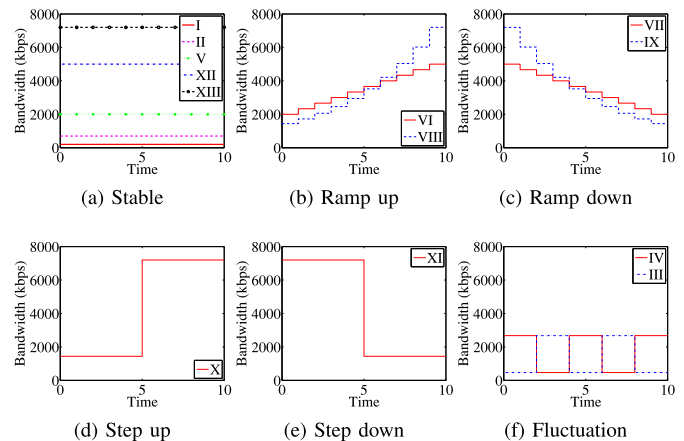 8000
6000
4000
2000
0
0
5
10
Bandwidth (kbps)
Time
I
II
V
XII
XIII
(a) Stable
8000
6000
4000
2000
0
0
5
10
Bandwidth (kbps)
Time
VI
VIII
(b) Ramp up
8000
6000
4000
2000
0
0
5
10
Bandwidth (kbps)
Time
VII
IX
(c) Ramp down
8000
6000
4000
2000
0
0
5
10
Bandwidth (kbps)
Time
X
(d) Step up
8000
6000
4000
2000
0
0
5
10
Bandwidth (kbps)
Time
XI
(e) Step down
8000
6000
4000
2000
0
0
5
10
Bandwidth (kbps)
Time
IV
III
(f) Fluctuation